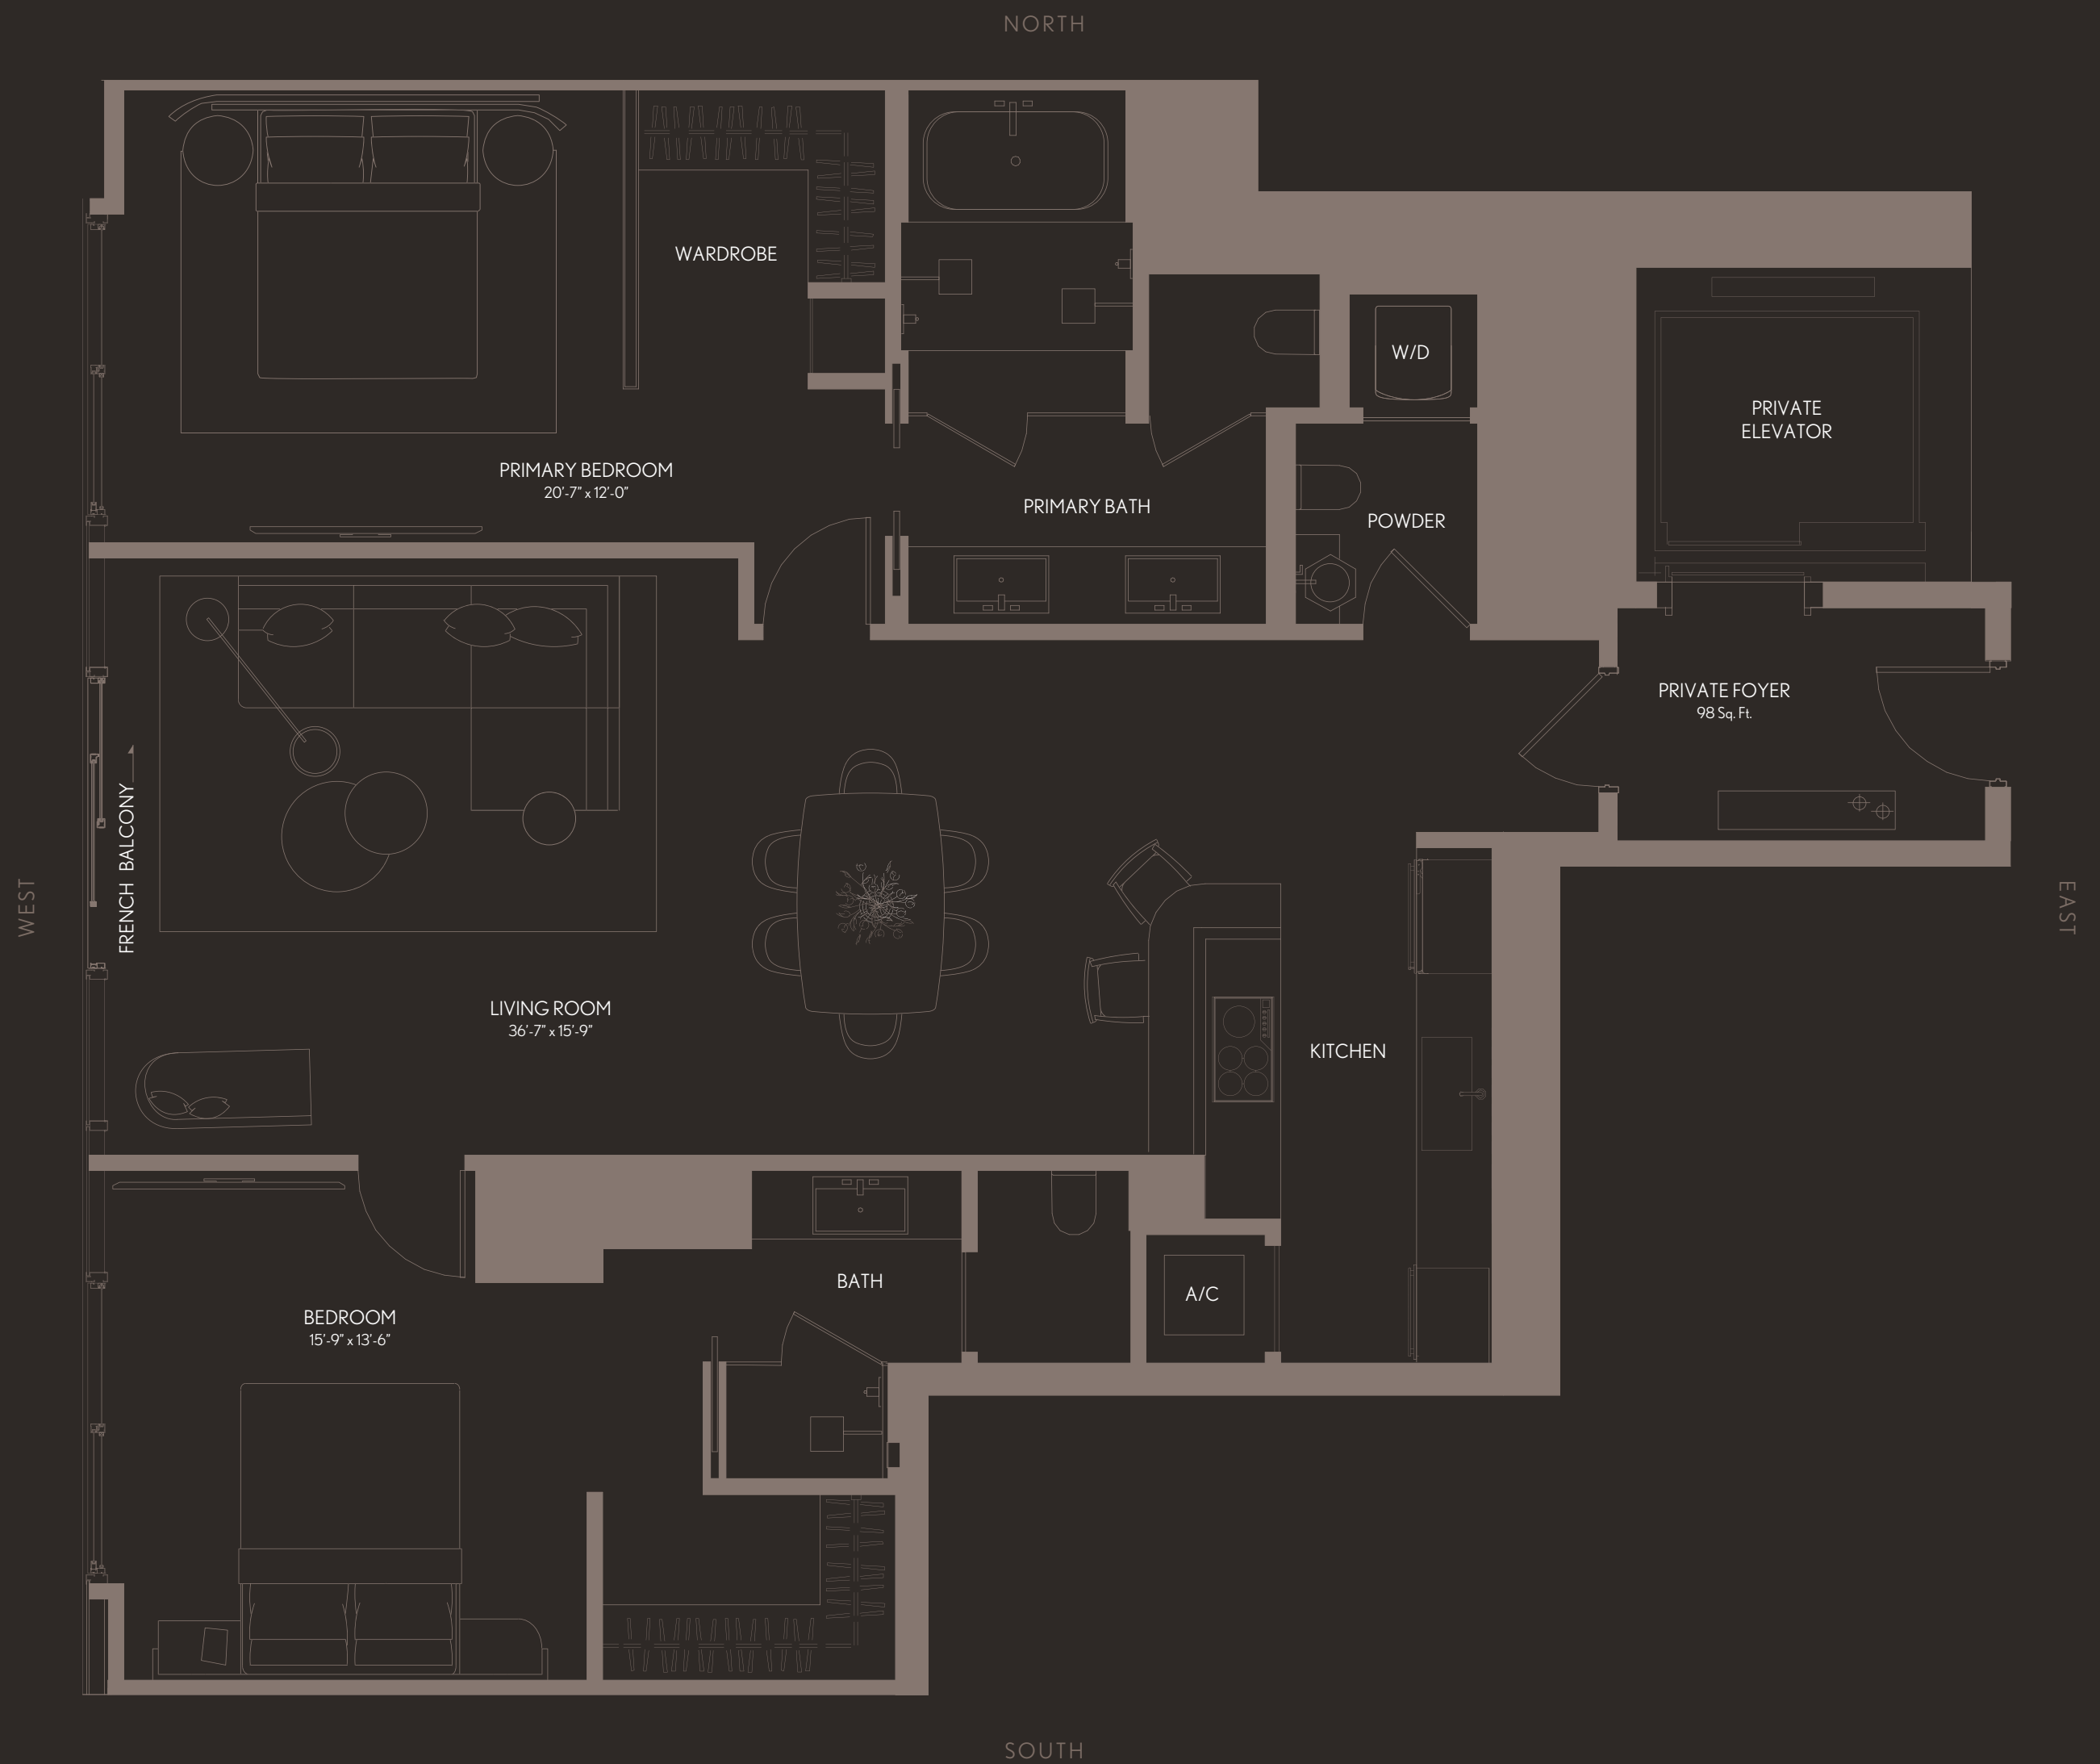 NORTH
WARDROBE
W/D
PRIVATE
ELEVATOR
PRIMARY BEDROOM
20'-7" x 12'-0"
PRIMARY BATH
POWDER
PRIVATE FOYER
98 Sq. Ft.
FRENCH BALCONY
WEST
EAST
LIVING ROOM
36'-7" x 15'-9"
KITCHEN
BATH
A/C
BEDROOM
15'-9" x 13'-6"
SOUTH